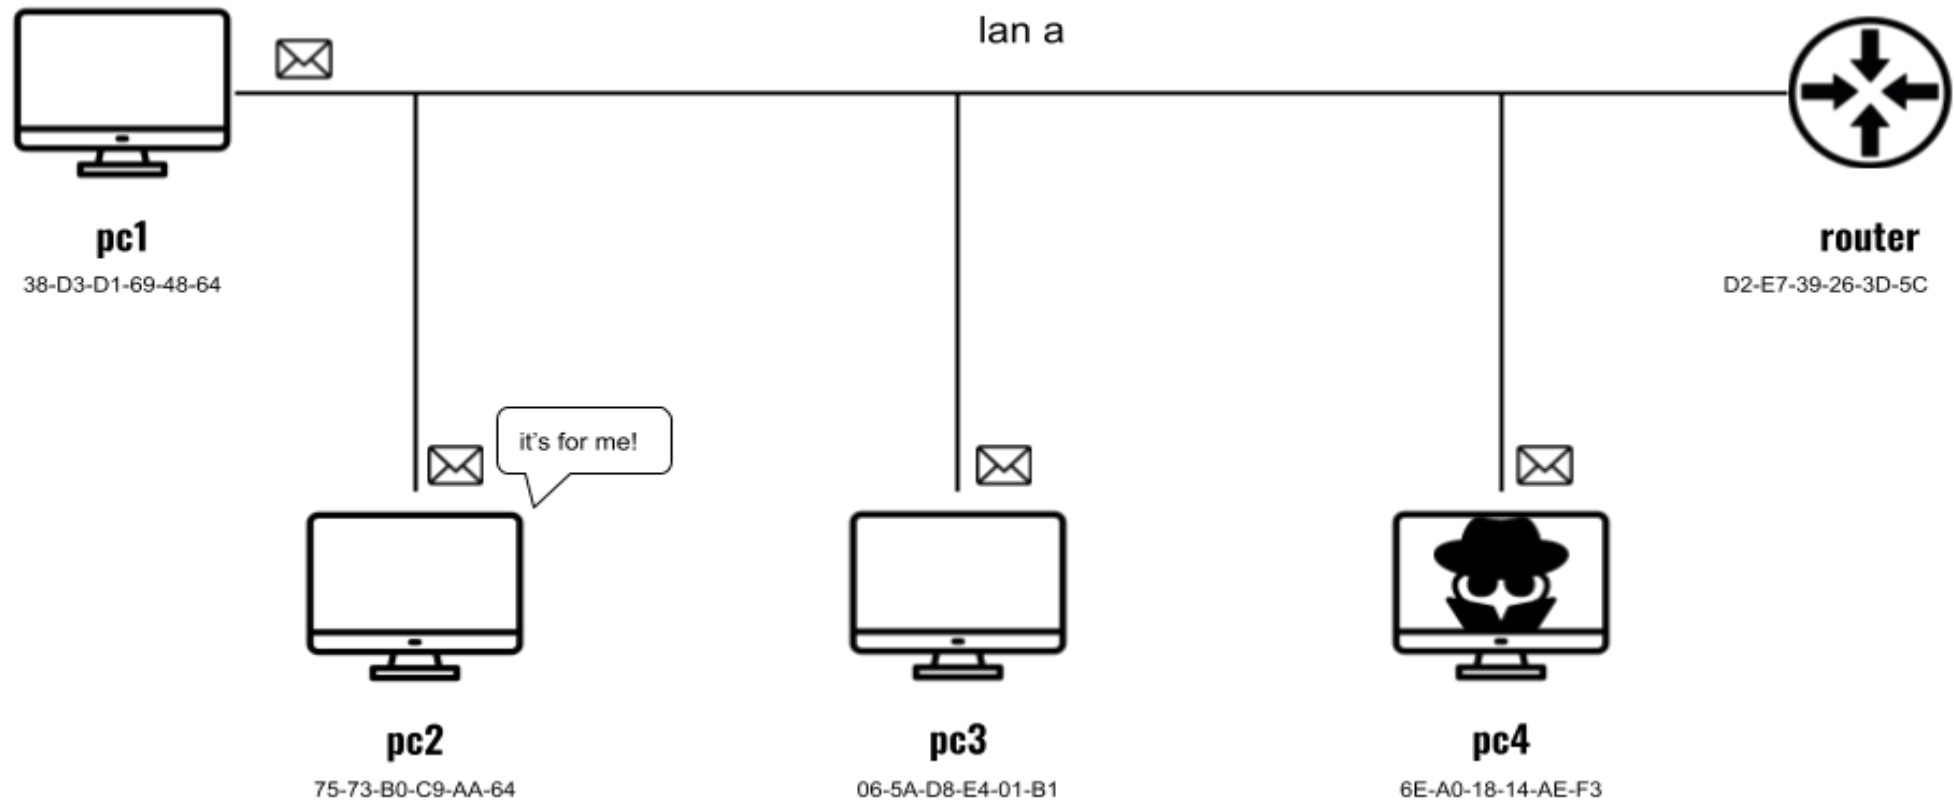 lan a
pc1
38-D3-D1-69-48-64
router
D2-E7-39-26-3D-5C
it's for me!
pc2
75-73-B0-C9-AA-64
pc3
06-5A-D8-E4-01-B1
pc4
6E-A0-18-14-AE-F3